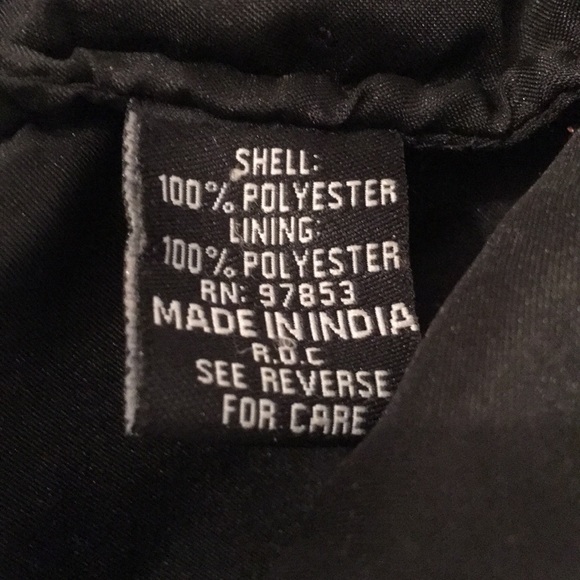 SHELL:
100% POLYESTER
LINING:
100% POLYESTER
RN: 97853
MADE IN INDIA
R.O.C
SEE REVERSE
FOR CARE